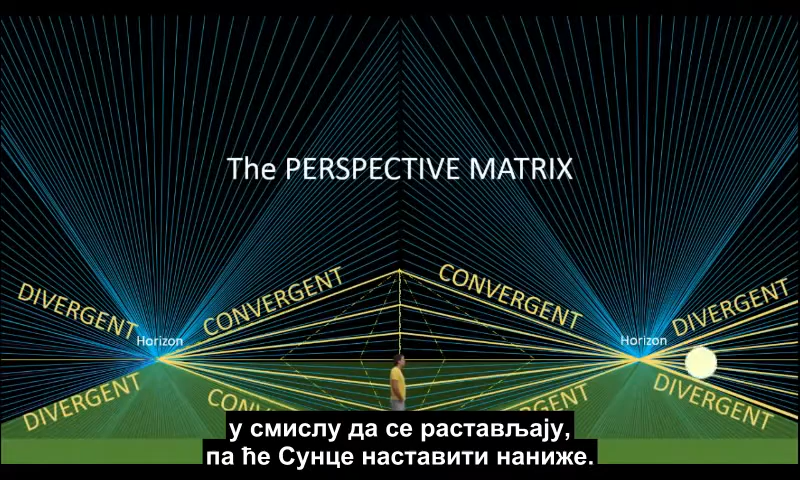 The PERSPECTIVE MATRIX
DIVERGENT
CONVERGENT
CONVERGENT
DIVERGENT
Horizon
Horizon
DIVERGENT
DIVERGENT
у смислу да се растављају,
па ће Сунце наставити наниже.